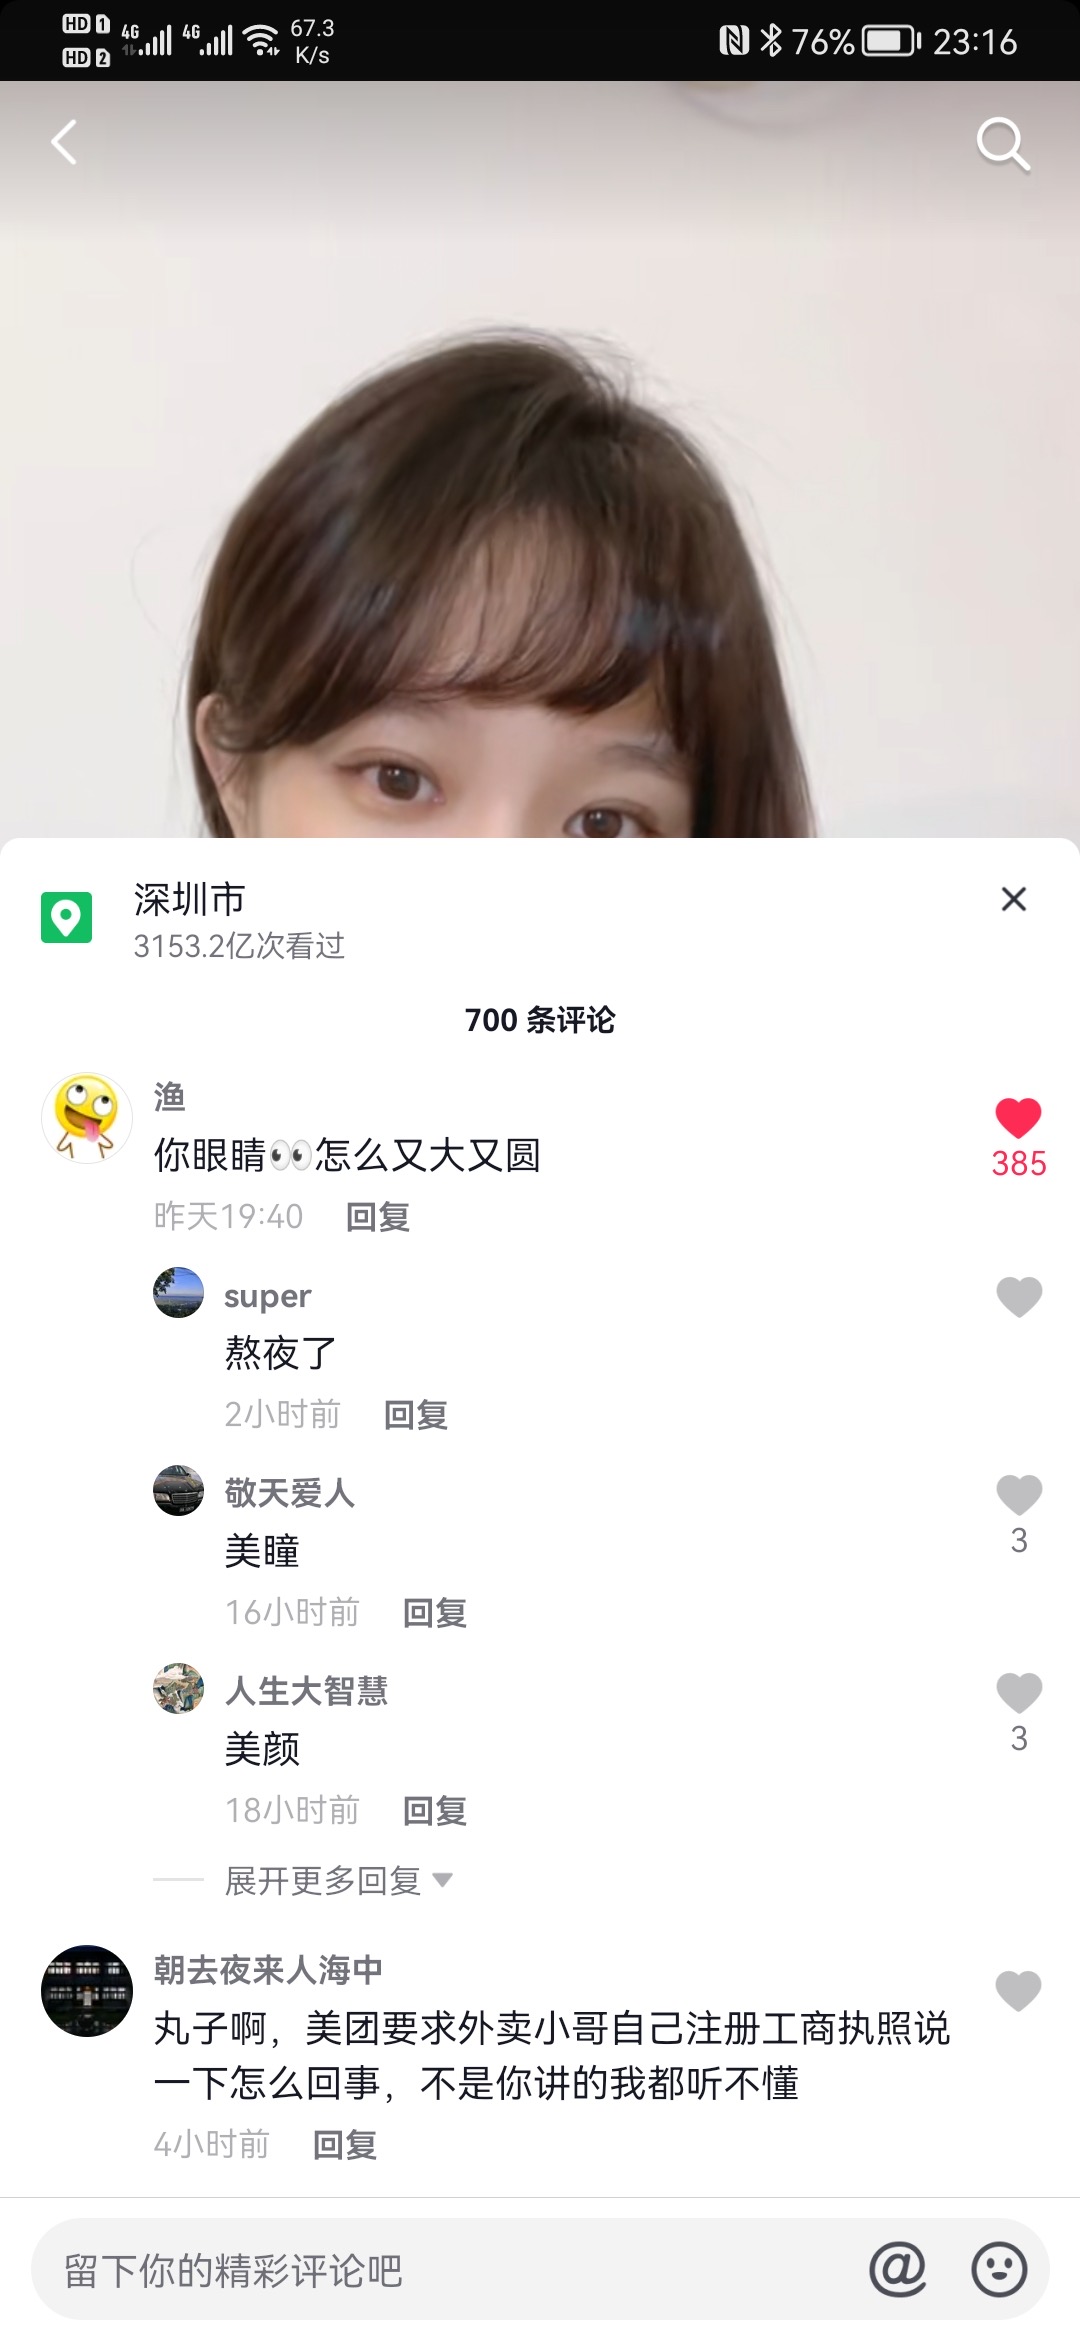 HD 1 4G 4G 67.3
HD 2 K/s
76% 23:16
深圳市
3153.2亿次看过
700 条评论
渔
你眼睛👀怎么又大又圆
385
昨天19:40 回复
super
熬夜了
2小时前 回复
敬天爱人
美瞳
3
16小时前 回复
人生大智慧
美颜
3
18小时前 回复
展开更多回复
朝去夜来人海中
丸子啊，美团要求外卖小哥自己注册工商执照说
一下怎么回事，不是你讲的我都听不懂
4小时前 回复
留下你的精彩评论吧 @